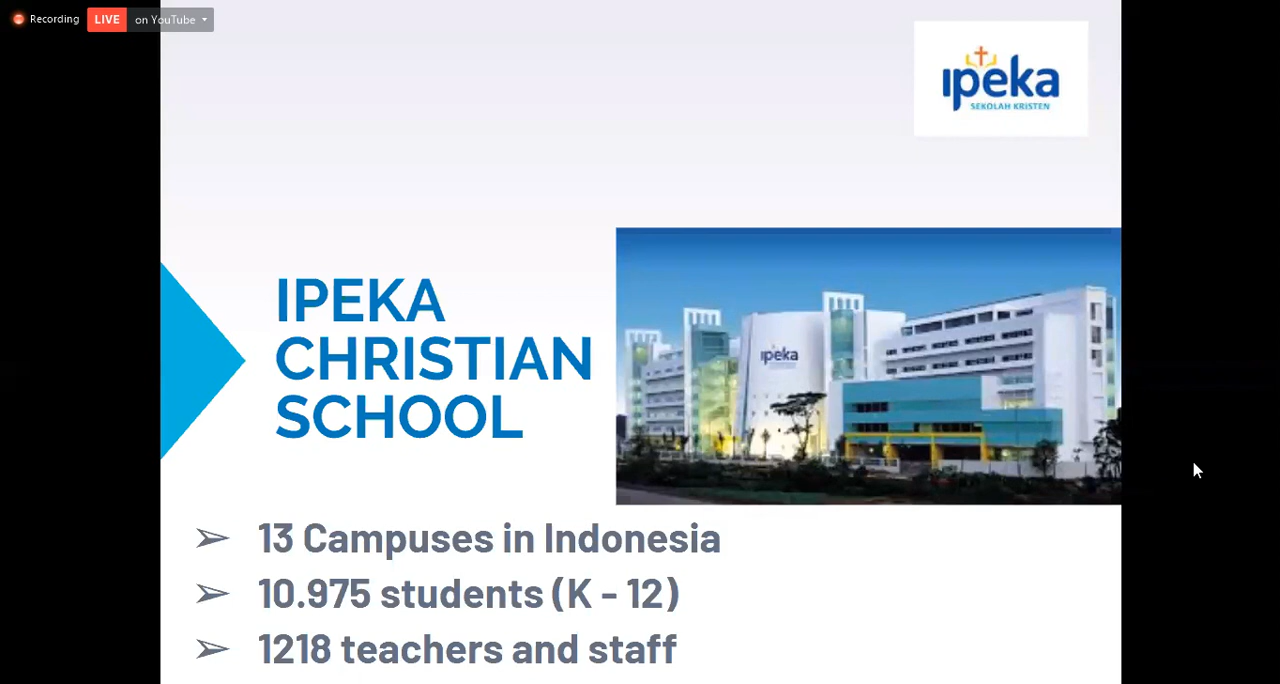 Recording
LIVE on YouTube
ipeka
SEKOLAH KRISTEN
IPEKA
CHRISTIAN
SCHOOL
ipeka
➢ 13 Campuses in Indonesia
➢ 10.975 students (K - 12)
➢ 1218 teachers and staff